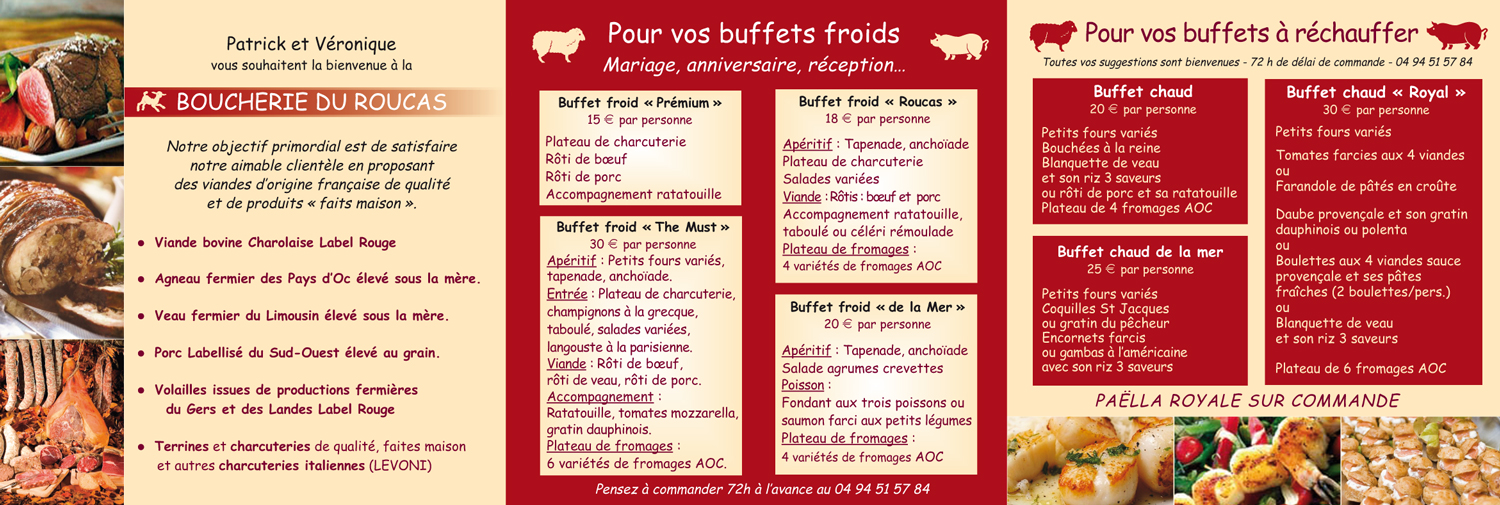 Patrick et Véronique
vous souhaitent la bienvenue à la
BOUCHERIE DU ROUCAS
Notre objectif primordial est de satisfaire
notre aimable clientèle en proposant
des viandes d'origine française de qualité
et de produits « faits maison ».
• Viande bovine Charolaise Label Rouge
• Agneau fermier des Pays d'Oc élevé sous la mère.
• Veau fermier du Limousin élevé sous la mère.
• Porc Labellisé du Sud-Ouest élevé au grain.
• Volailles issues de productions fermières
du Gers et des Landes Label Rouge
• Terrines et charcuteries de qualité, faites maison
et autres charcuteries italiennes (LEVONI)
Pour vos buffets froids
Mariage, anniversaire, réception...
Buffet froid « Prémium »
15 € par personne
Plateau de charcuterie
Rôti de bœuf
Rôti de porc
Accompagnement ratatouille
Buffet froid « The Must »
30 € par personne
Apéritif : Petits fours variés,
tapenade, anchoïade.
Entrée : Plateau de charcuterie,
champignons à la grecque,
taboulé, salades variées,
langouste à la parisienne.
Viande : Rôti de bœuf,
rôti de veau, rôti de porc.
Accompagnement :
Ratatouille, tomates mozzarella,
gratin dauphinois.
Plateau de fromages :
6 variétés de fromages AOC.
Buffet froid « Roucas »
18 € par personne
Apéritif : Tapenade, anchoïade
Plateau de charcuterie
Salades variées
Viande : Rôtis : bœuf et porc
Accompagnement ratatouille,
taboulé ou céléri rémoulade
Plateau de fromages :
4 variétés de fromages AOC
Buffet froid « de la Mer »
20 € par personne
Apéritif : Tapenade, anchoïade
Salade agrumes crevettes
Poisson :
Fondant aux trois poissons ou
saumon farci aux petits légumes
Plateau de fromages :
4 variétés de fromages AOC
Pensez à commander 72h à l'avance au 04 94 51 57 84
Pour vos buffets à réchauffer
Toutes vos suggestions sont bienvenues - 72 h de délai de commande - 04 94 51 57 84
Buffet chaud
20 € par personne
Petits fours variés
Bouchées à la reine
Blanquette de veau
et son riz 3 saveurs
ou rôti de porc et sa ratatouille
Plateau de 4 fromages AOC
Buffet chaud de la mer
25 € par personne
Petits fours variés
Coquilles St Jacques
ou gratin du pêcheur
Encornets farcis
ou gambas à l'américaine
avec son riz 3 saveurs
Buffet chaud « Royal »
30 € par personne
Petits fours variés
Tomates farcies aux 4 viandes
ou
Farandole de pâtés en croûte
Daube provençale et son gratin
dauphinois ou polenta
ou
Boulettes aux 4 viandes sauce
provençale et ses pâtes
fraîches (2 boulettes/pers.)
ou
Blanquette de veau
et son riz 3 saveurs
Plateau de 6 fromages AOC
PAËLLA ROYALE SUR COMMANDE